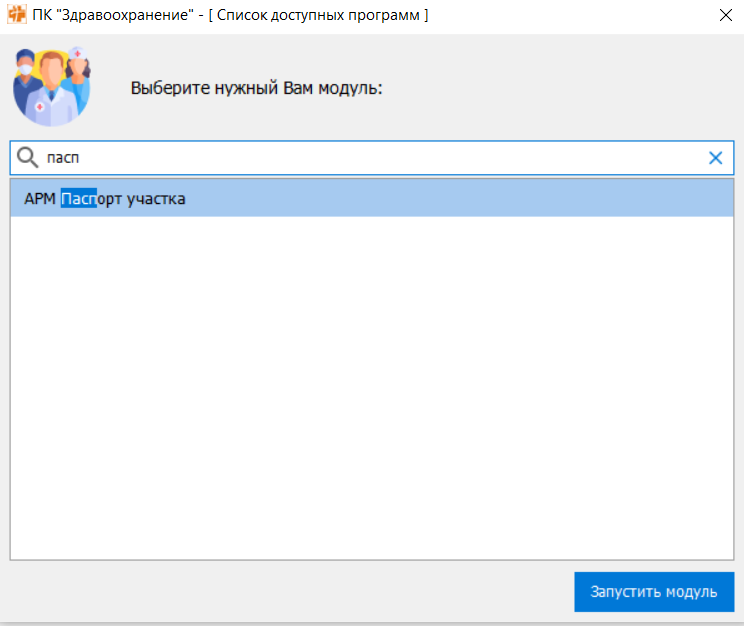 ПК "Здравоохранение" - [ Список доступных программ ]
Выберите нужный Вам модуль:
пасп
АРМ Паспорт участка
Запустить модуль